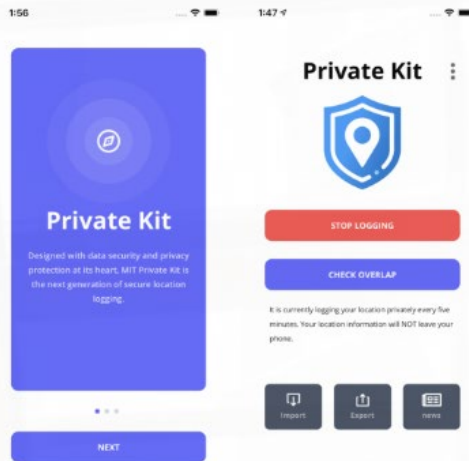 1:56
Private Kit
Designed with data security and privacy
protection at its heart, MIT Private Kit is
the next generation of secure location
logging.
NEXT
1:47
Private Kit
STOP LOGGING
CHECK OVERLAP
It is currently logging your location privately every five
minutes. Your location information will NOT leave your
phone.
Import
Export
news